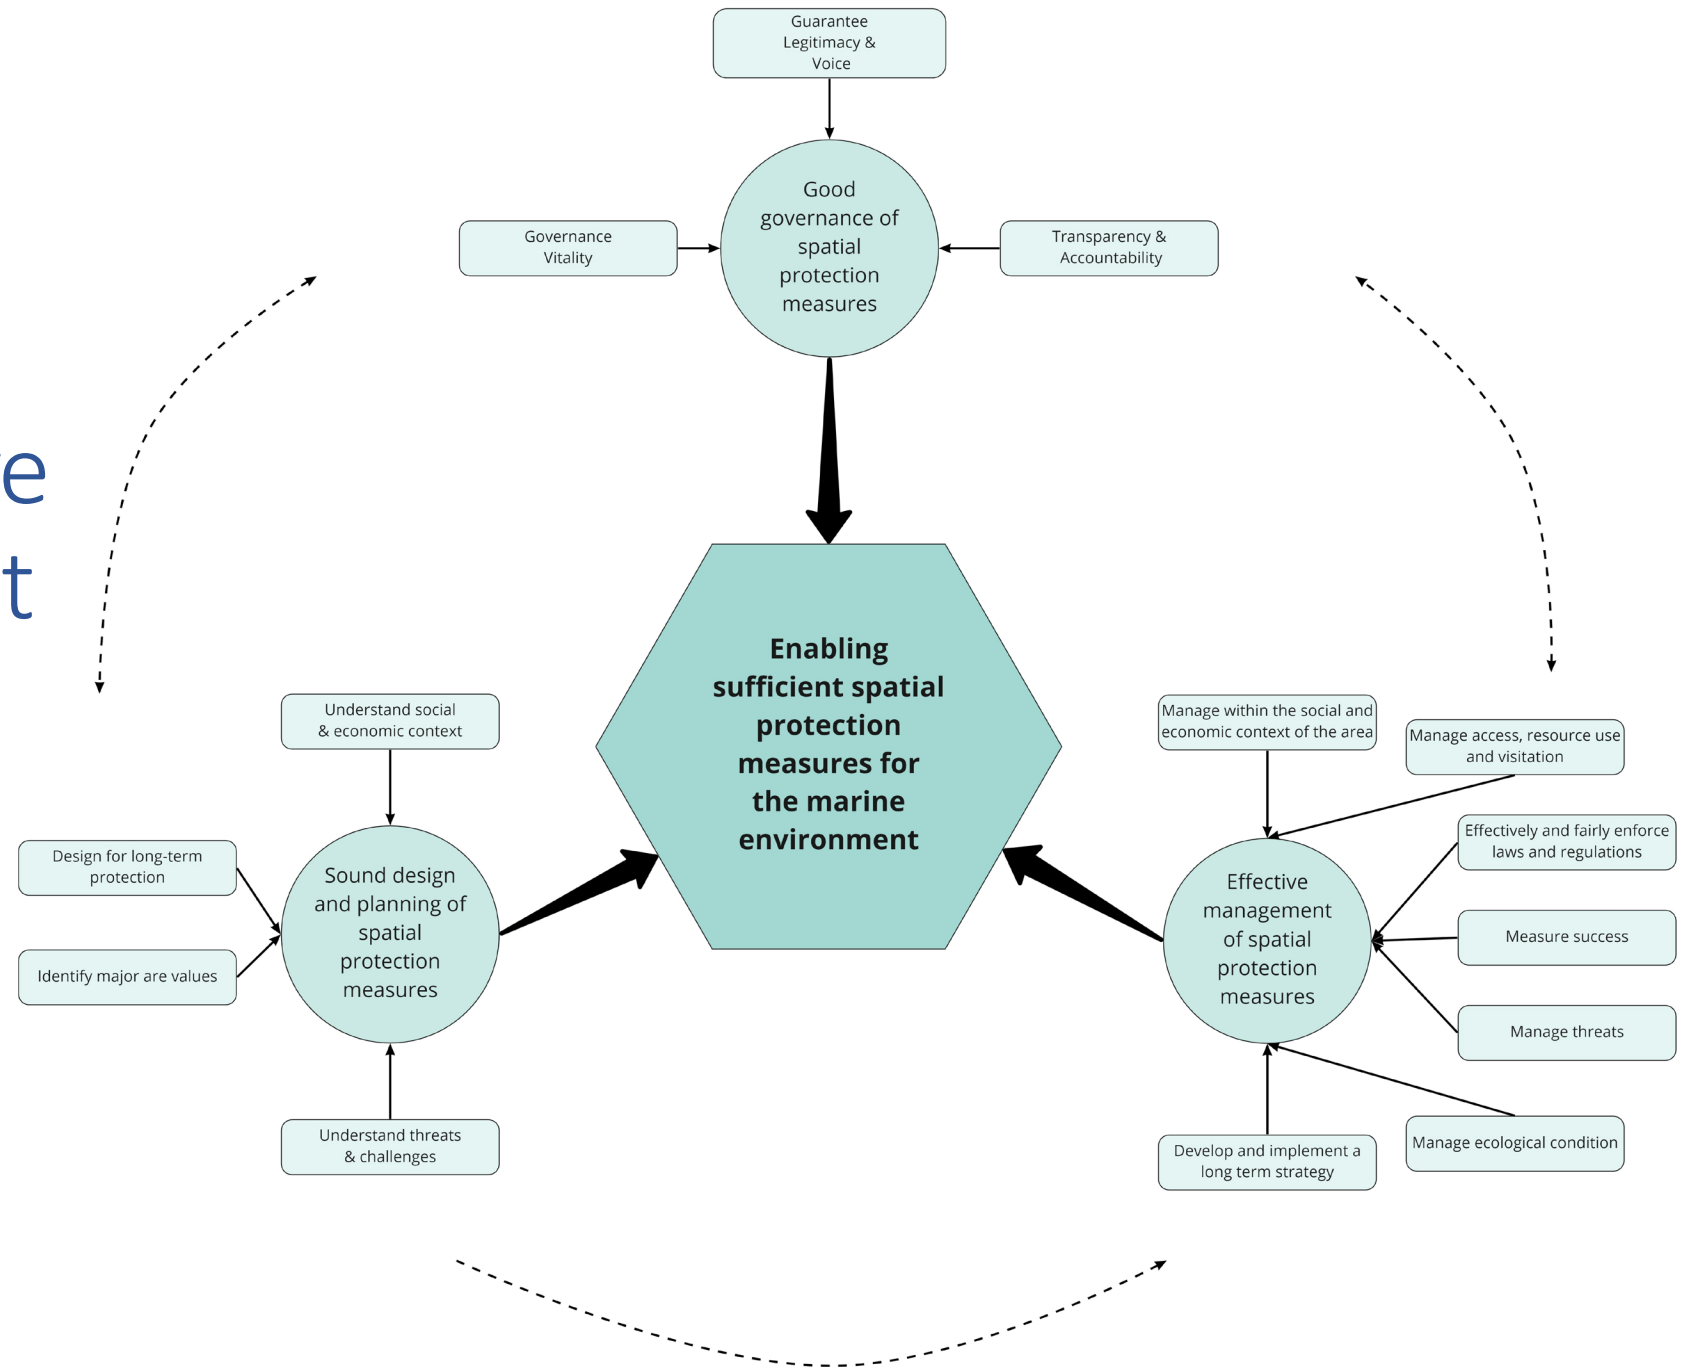 Guarantee
Legitimacy &
Voice
Good
governance of
spatial
protection
measures
Governance
Vitality
Transparency &
Accountability
e
t
Enabling
sufficient spatial
protection
measures for
the marine
environment
Understand social
& economic context
Design for long-term
protection
Identify major are values
Sound design
and planning of
spatial
protection
measures
Understand threats
& challenges
Manage within the social and
economic context of the area
Manage access, resource use
and visitation
Effectively and fairly enforce
laws and regulations
Effective
management
of spatial
protection
measures
Measure success
Manage threats
Manage ecological condition
Develop and implement a
long term strategy